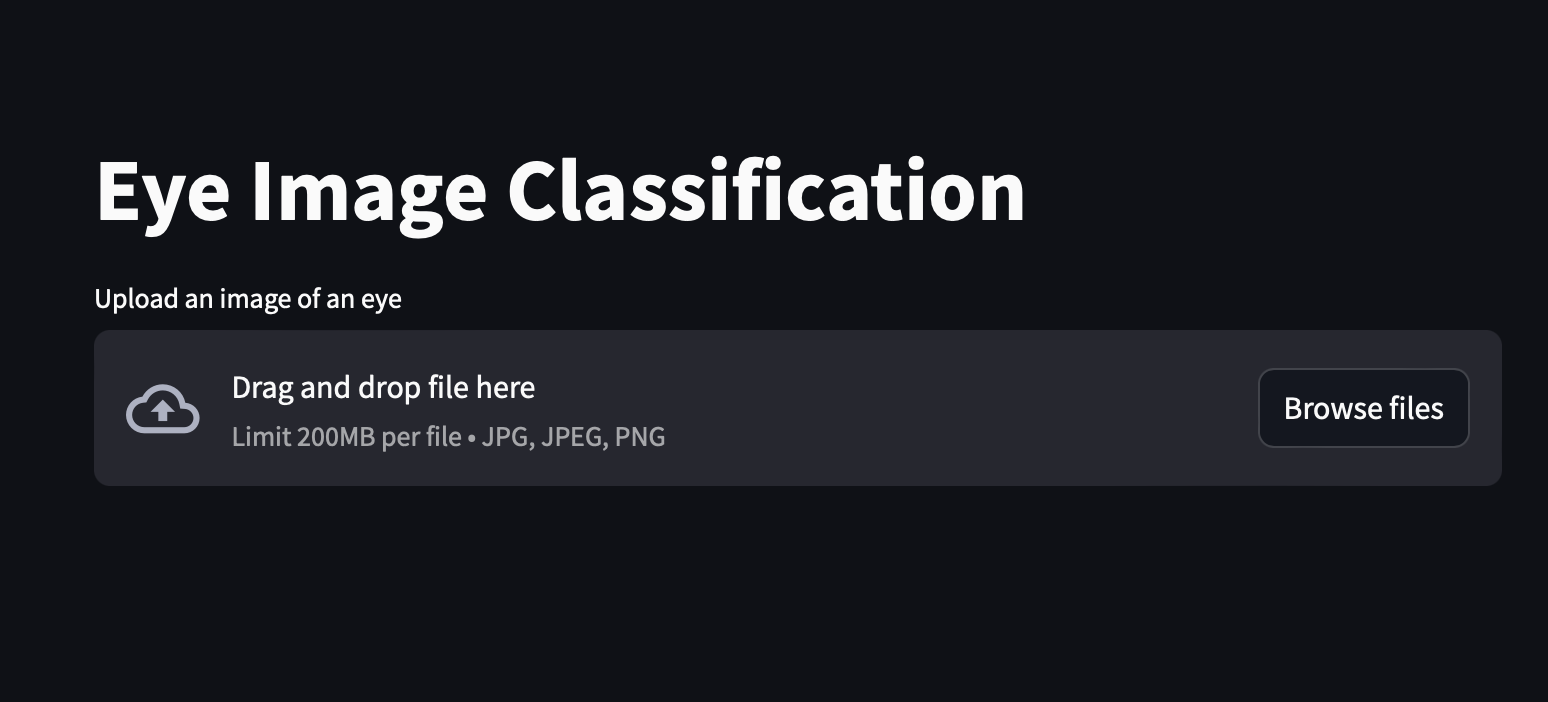 Eye Image Classification
Upload an image of an eye
Drag and drop file here
Limit 200MB per file • JPG, JPEG, PNG
Browse files